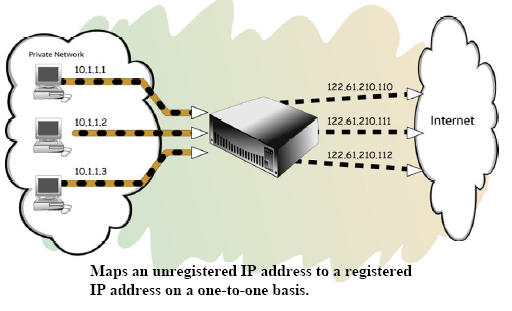 Private Network
10.1.1.1
10.1.1.2
10.1.1.3
122.61.210.110
122.61.210.111
122.61.210.112
Internet
Maps an unregistered IP address to a registered
IP address on a one-to-one basis.